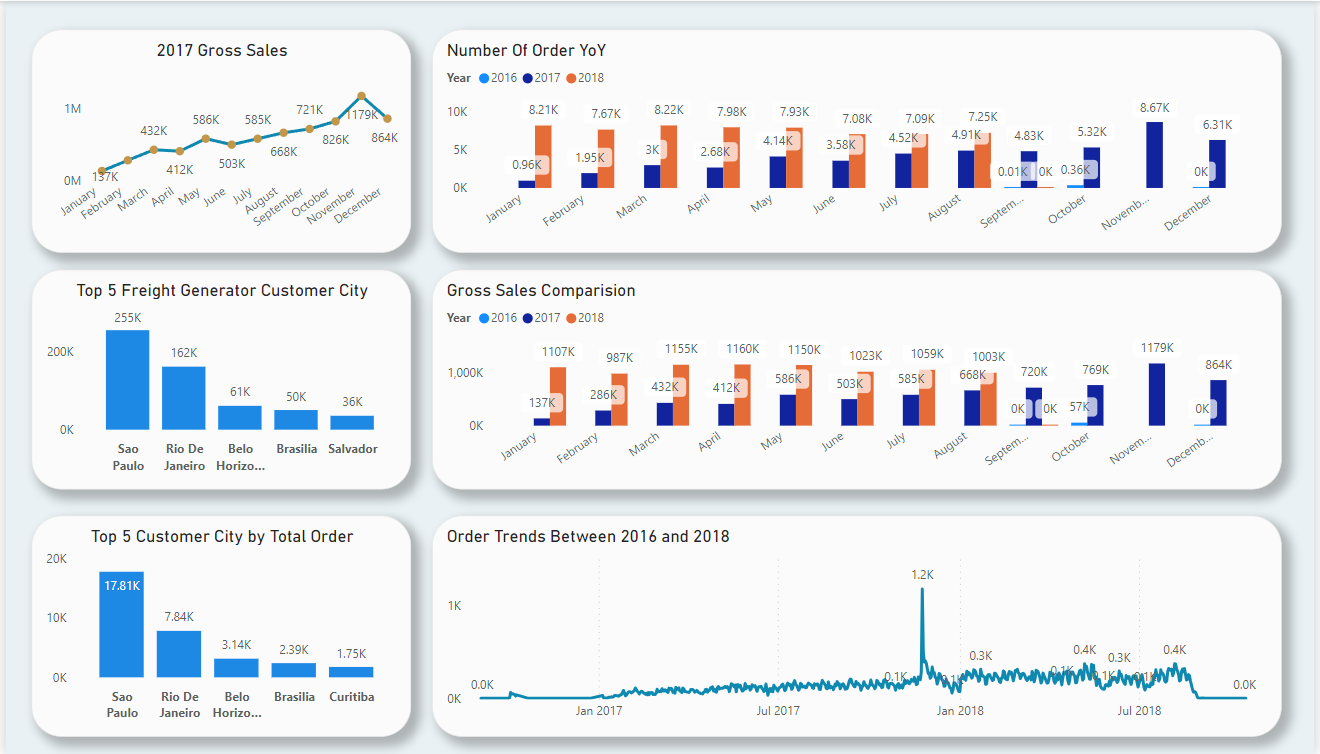 2017 Gross Sales
1M
0M
137K
432K
412K
586K
503K
585K
668K
721K
826K
1179K
864K
January
February
March
April
May
June
July
August
September
October
November
December
Number Of Order YoY
Year 2016 2017 2018
10K
5K
0K
0.96K
8.21K
1.95K
7.67K
3K
8.22K
2.68K
7.98K
4.14K
7.93K
3.58K
7.08K
4.52K
7.09K
4.91K
7.25K
0.01K
4.83K
0K
0.36K
5.32K
8.67K
0K
6.31K
January
February
March
April
May
June
July
August
Septem...
October
Novemb...
December
Top 5 Freight Generator Customer City
200K
0K
255K
162K
61K
50K
36K
Sao
Paulo
Rio De
Janeiro
Belo
Horizo...
Brasilia
Salvador
Gross Sales Comparision
Year 2016 2017 2018
1,000K
0K
137K
1107K
286K
987K
432K
1155K
412K
1160K
586K
1150K
503K
1023K
585K
1059K
668K
1003K
0K
720K
0K
57K
769K
1179K
0K
864K
January
February
March
April
May
June
July
August
Septem...
October
Novem...
Decemb...
Top 5 Customer City by Total Order
20K
10K
0K
17.81K
7.84K
3.14K
2.39K
1.75K
Sao
Paulo
Rio De
Janeiro
Belo
Horizo...
Brasilia
Curitiba
Order Trends Between 2016 and 2018
1K
0K
0.0K
0.1K
1.2K
0.1K
0.3K
0.1K
0.4K
0.1K
0.3K
0.1K
0.4K
0.0K
Jan 2017
Jul 2017
Jan 2018
Jul 2018